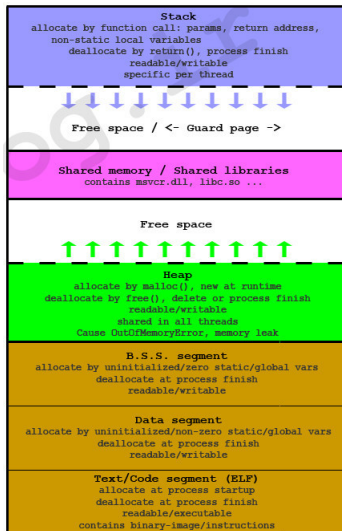 Stack
allocate by function call: params, return address,
non-static local variables
deallocate by return(), process finish
readable/writable
specific per thread
Free space / <- Guard page ->
Shared memory / Shared libraries
contains msvcr.dll, libc.so ...
Free space
Heap
allocate by malloc(), new at runtime
deallocate by free(), delete or process finish
readable/writable
shared in all threads
Cause OutOfMemoryError, memory leak
B.S.S. segment
allocate by uninitialized/zero static/global vars
deallocate at process finish
readable/writable
Data segment
allocate by uninitialized/non-zero static/global vars
deallocate at process finish
readable/writable
Text/Code segment (ELF)
allocate at process startup
deallocate at process finish
readable/executable
contains binary-image/instructions